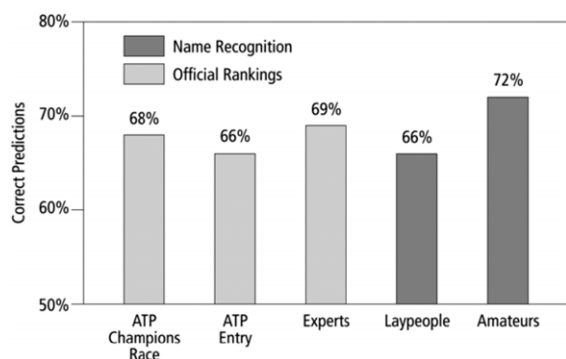 80%
Name Recognition
Official Rankings
72%
70%
68%
66%
69%
66%
Correct Predictions
60%
50%
ATP Champions Race
ATP Entry
Experts
Laypeople
Amateurs